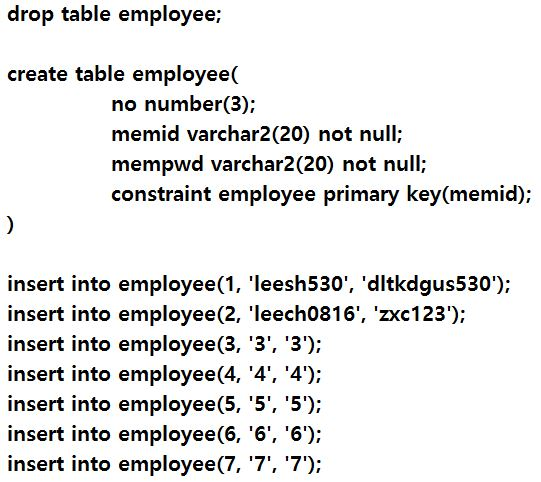 drop table employee;
create table employee(
no number(3);
memid varchar2(20) not null;
mempwd varchar2(20) not null;
constraint employee primary key(memid);
)
insert into employee(1, 'leesh530', 'dltkdgus530');
insert into employee(2, 'leech0816', 'zxc123');
insert into employee(3, '3', '3');
insert into employee(4, '4', '4');
insert into employee(5, '5', '5');
insert into employee(6, '6', '6');
insert into employee(7, '7', '7');